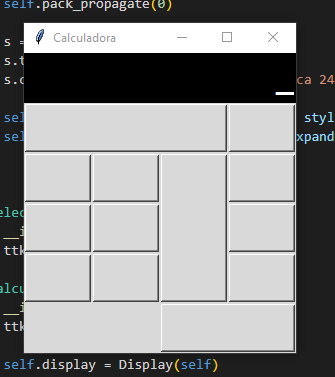 self.pack_propagate(0)
Calculadora
s =
s.t
s.c
ca 24
sel
styl
sel
xpand
elec
__i
ttk
alcu
__i
ttk
self.display = Display(self)